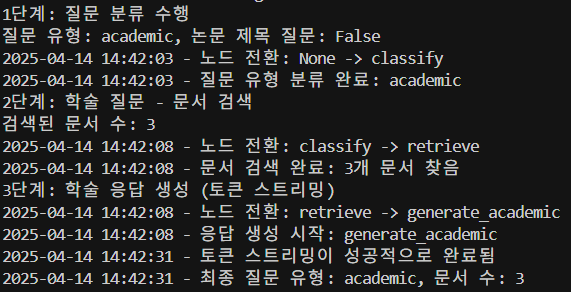 1단계: 질문 분류 수행
질문 유형: academic, 논문 제목 질문: False
2025-04-14 14:42:03 - 노드 전환: None -> classify
2025-04-14 14:42:03 - 질문 유형 분류 완료: academic
2단계: 학술 질문 - 문서 검색
검색된 문서 수: 3
2025-04-14 14:42:08 - 노드 전환: classify -> retrieve
2025-04-14 14:42:08 - 문서 검색 완료: 3개 문서 찾음
3단계: 학술 응답 생성 (토큰 스트리밍)
2025-04-14 14:42:08 - 노드 전환: retrieve -> generate_academic
2025-04-14 14:42:08 - 응답 생성 시작: generate_academic
2025-04-14 14:42:31 - 토큰 스트리밍이 성공적으로 완료됨
2025-04-14 14:42:31 - 최종 질문 유형: academic, 문서 수: 3